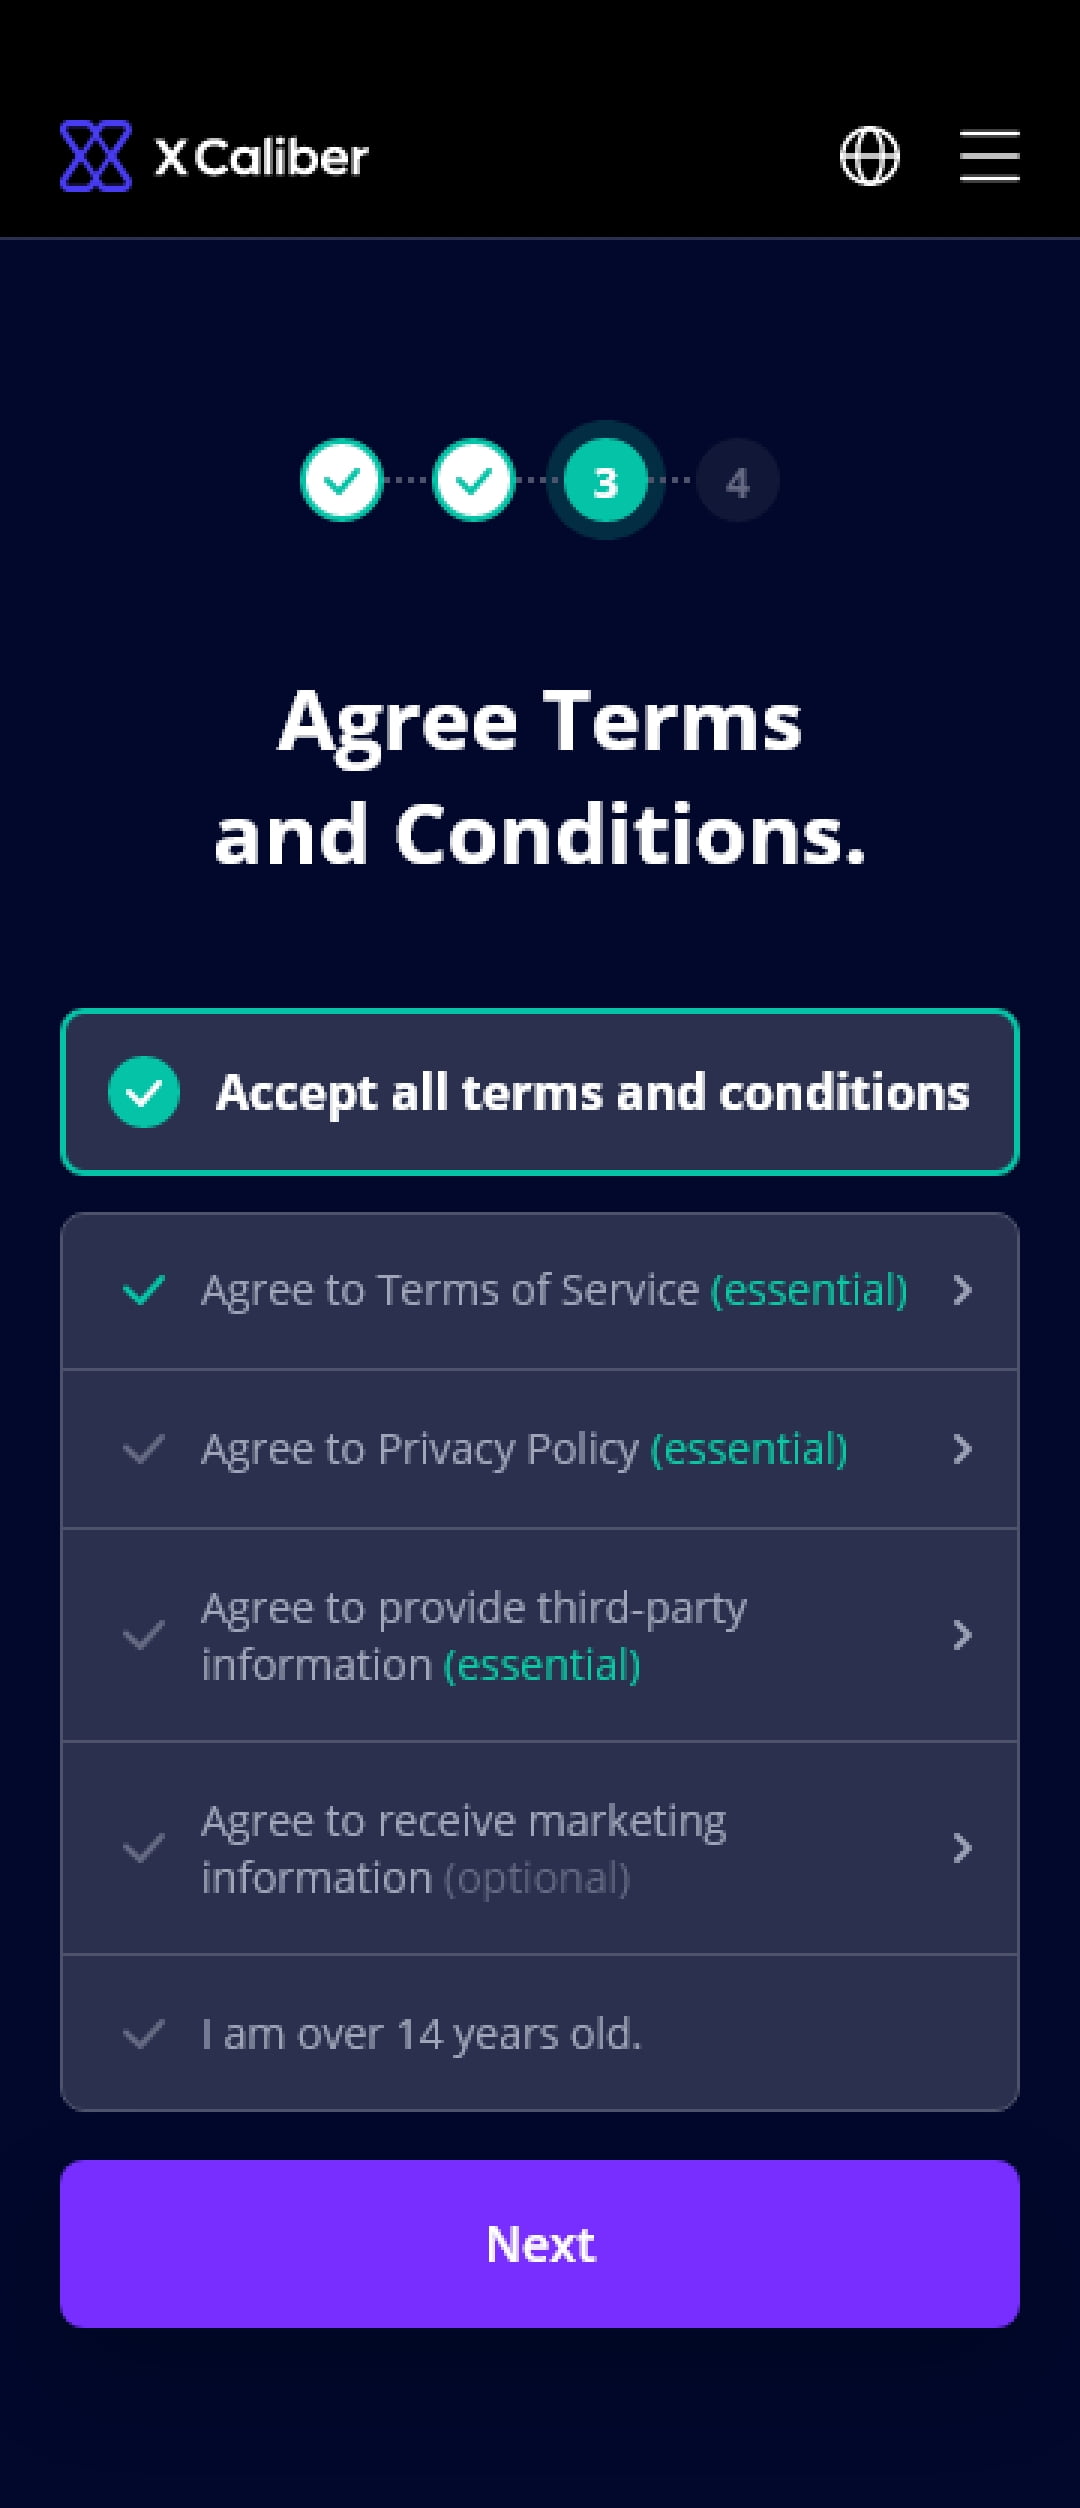 X Caliber
3
4
Agree Terms
and Conditions.
Accept all terms and conditions
Agree to Terms of Service (essential)
Agree to Privacy Policy (essential)
Agree to provide third-party
information (essential)
Agree to receive marketing
information (optional)
I am over 14 years old.
Next